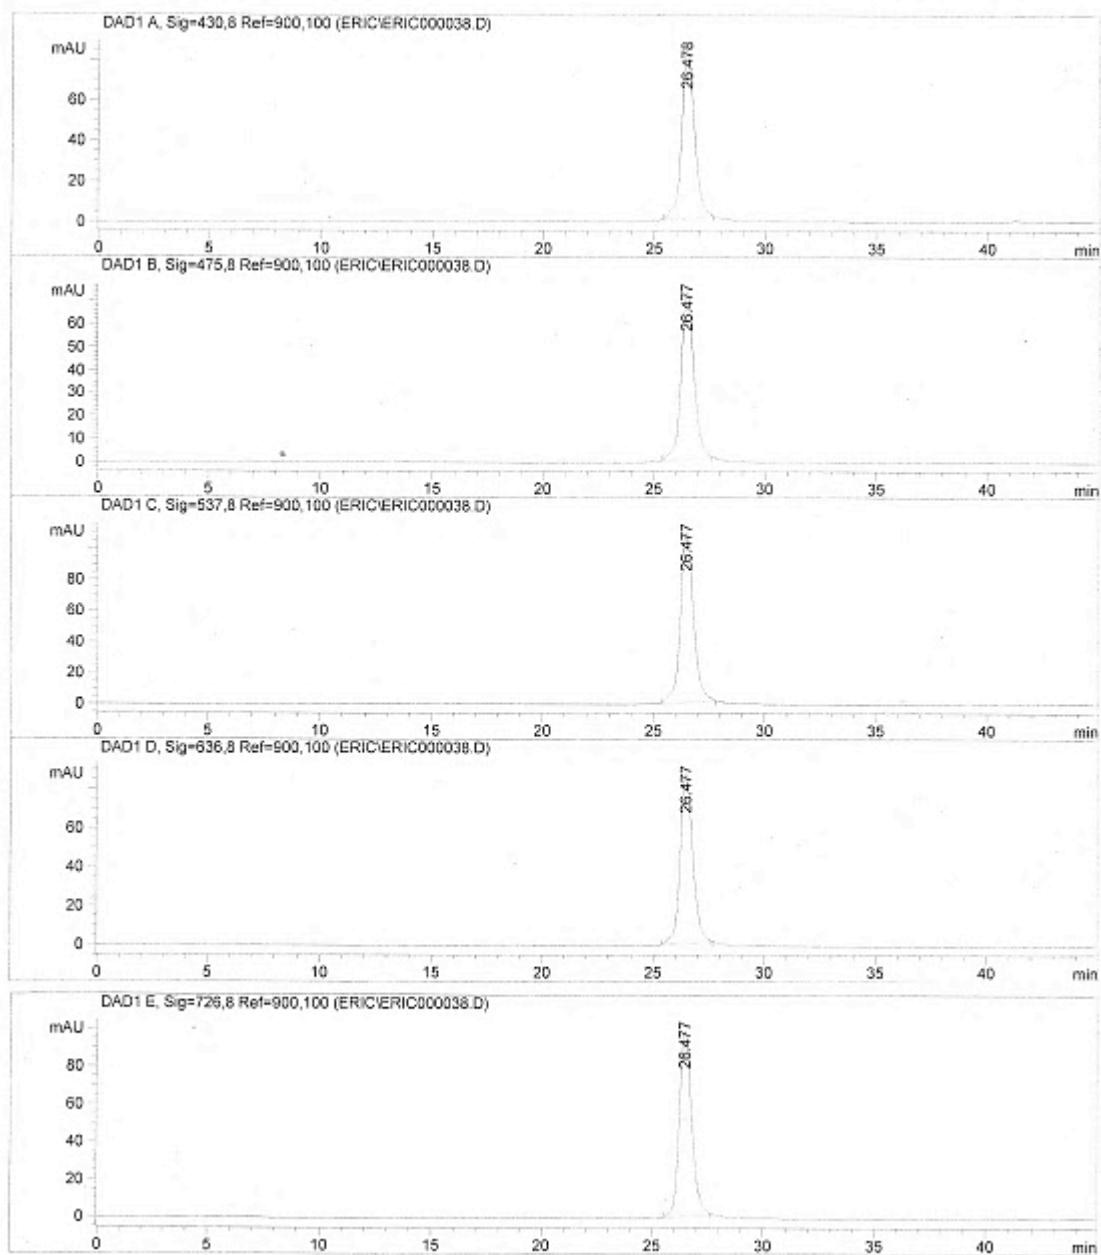 DAD1 A, Sig=430,8 Ref=900,100 (ERIC\ERIC000038.D)
mAU
26.478
60
40
20
0
0 5 10 15 20 25 30 35 40 min
DAD1 B, Sig=475,8 Ref=900,100 (ERIC\ERIC000038.D)
mAU
26.477
60
50
40
30
20
10
0
0 5 10 15 20 25 30 35 40 min
DAD1 C, Sig=537,8 Ref=900,100 (ERIC\ERIC000038.D)
mAU
26.477
80
60
40
20
0
0 5 10 15 20 25 30 35 40 min
DAD1 D, Sig=636,8 Ref=900,100 (ERIC\ERIC000038.D)
mAU
26.477
60
40
20
0
0 5 10 15 20 25 30 35 40 min
DAD1 E, Sig=726,8 Ref=900,100 (ERIC\ERIC000038.D)
mAU
26.477
80
60
40
20
0
0 5 10 15 20 25 30 35 40 min